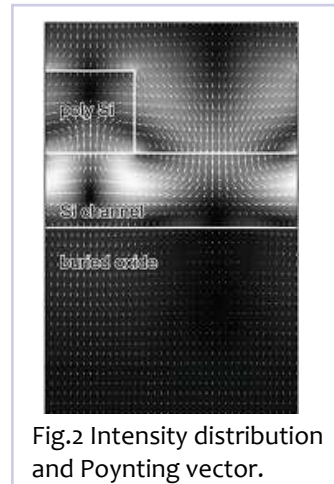 poly Si
Si channel
buried oxide
Fig.2 Intensity distribution
and Poynting vector.